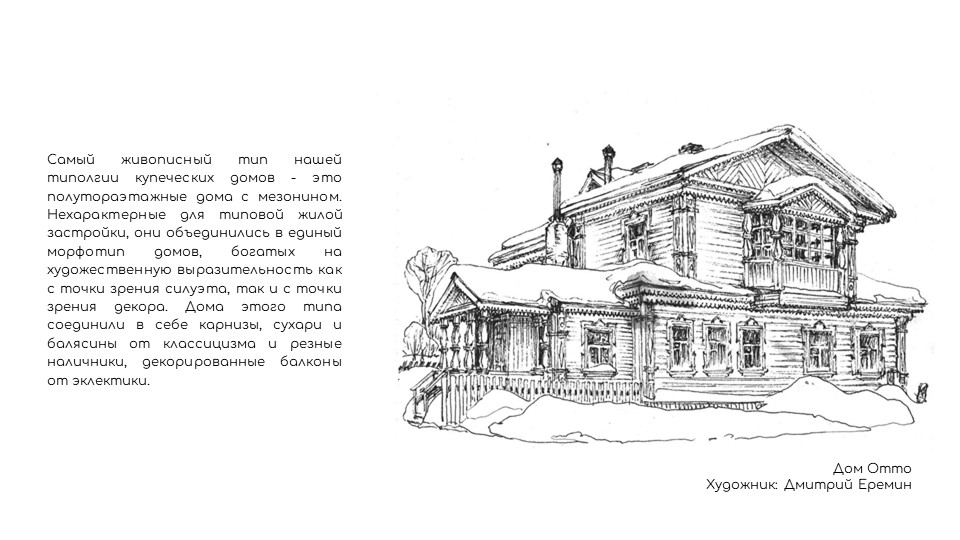 Самый живописный тип нашей
типолгии купеческих домов - это
полутораэтажные дома с мезонином.
Нехарактерные для типовой жилой
застройки, они объединились в единый
морфотип домов, богатых на
художественную выразительность как
с точки зрения силуэта, так и с точки
зрения декора. Дома этого типа
соединили в себе карнизы, сухари и
балясины от классицизма и резные
наличники, декорированные балконы
от эклектики.
Дом Отто
Художник: Дмитрий Еремин